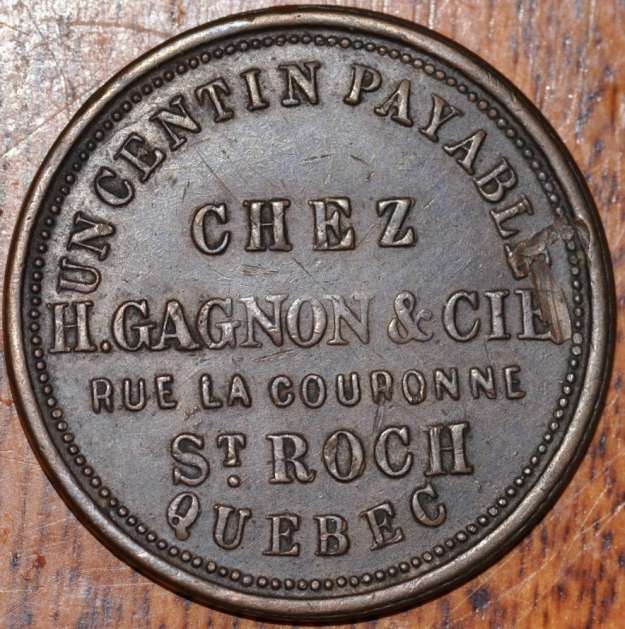 UN CENTIN PAYABLE
CHEZ
H. GAGNON & CIE
RUE LA COURONNE
ST. ROCH
QUEBEC